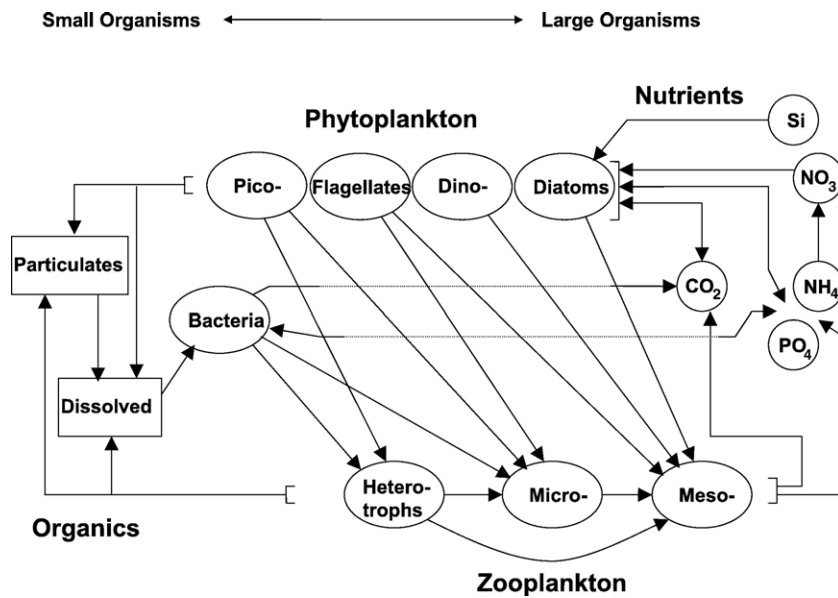 Small Organisms
Large Organisms
Nutrients
Phytoplankton
Si
Pico-
Flagellates
Dino-
Diatoms
NO3
Particulates
CO2
NH4
Bacteria
PO4
Dissolved
Hetero-
trophs
Micro-
Meso-
Organics
Zooplankton